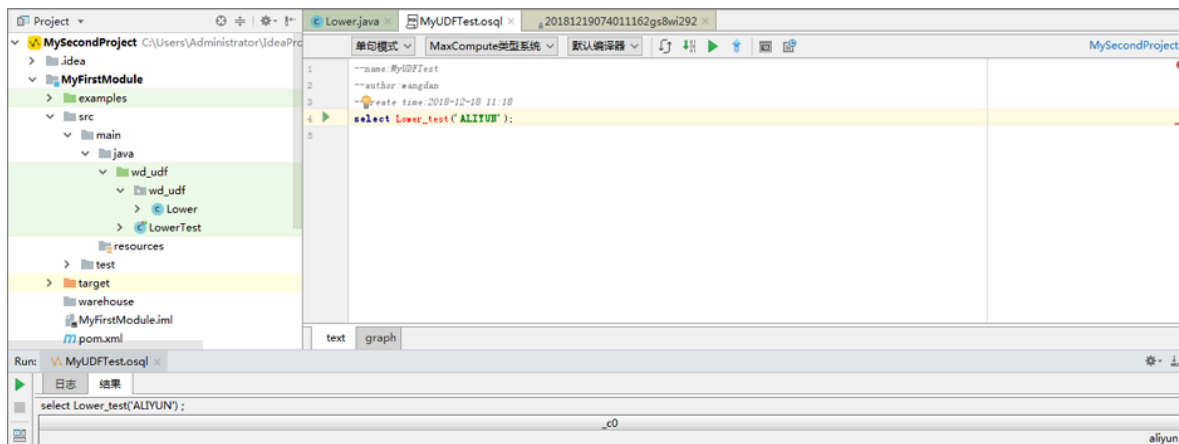 Project
Lower.java
MyUDFTest.osql
20181219074011162gs8wi292
MySecondProject C:\Users\Administrator\IdeaPro
单句模式
MaxCompute类型系统
默认编译器
MySecondProject
.idea
MyFirstModule
examples
src
main
java
wd_udf
wd_udf
Lower
LowerTest
resources
test
target
warehouse
MyFirstModule.iml
pom.xml
1 --name:MyUDFTest
2 --author:wangdan
3 --create time:2018-12-18 11:18
4 select Lower_test('ALIYUN');
5
text graph
Run: MyUDFTest.osql
日志 结果
select Lower_test('ALIYUN') ;
_c0
aliyun